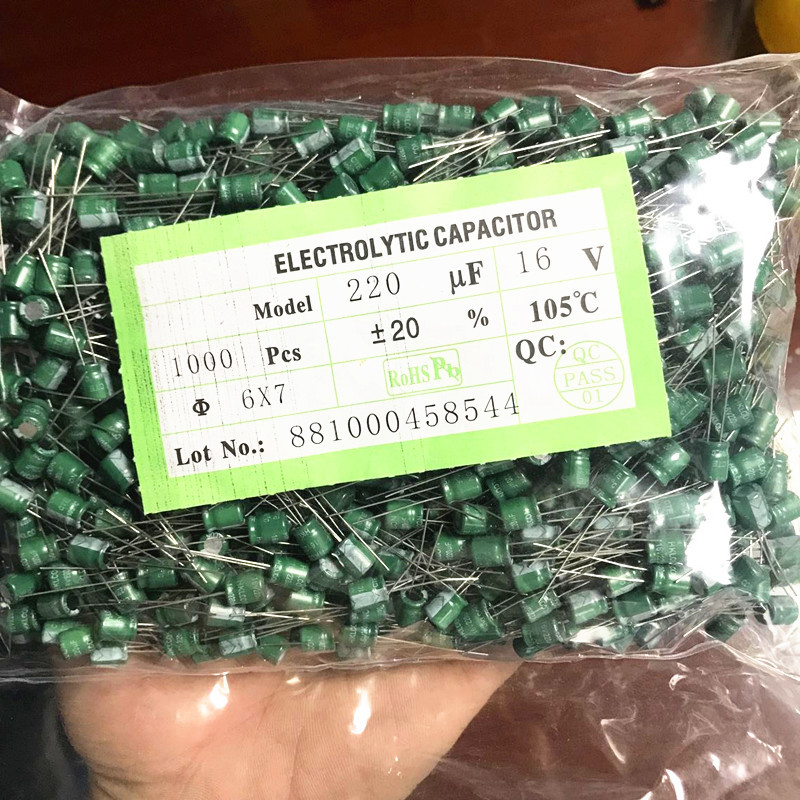 ELECTROLYTIC CAPACITOR
Model 220 μF 16 V
1000 Pcs ±20 % 105℃
Φ 6X7 RoHS Pb QC: QC PASS 01
Lot No.: 881000458544